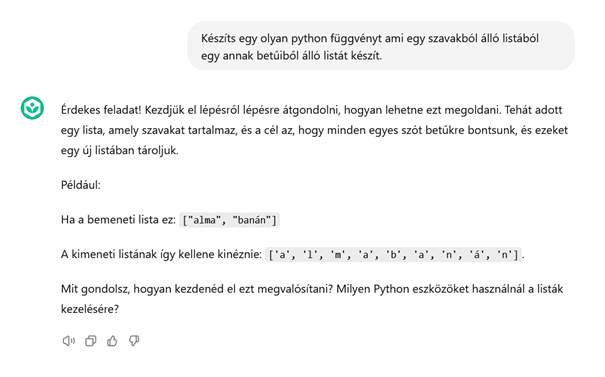 Készíts egy olyan python függvényt ami egy szavakból álló listából
egy annak betűiből álló listát készít.
Érdekes feladat! Kezdjük el lépésről lépésre átgondolni, hogyan lehetne ezt megoldani. Tehát adott
egy lista, amely szavakat tartalmaz, és a cél az, hogy minden egyes szót betűkre bontsunk, és ezeket
egy új listában tároljuk.
Például:
Ha a bemeneti lista ez: ["alma", "banán"]
A kimeneti listának így kellene kinéznie: ['a', 'l', 'm', 'a', 'b', 'a', 'n', 'á', 'n'].
Mit gondolsz, hogyan kezdenéd el ezt megvalósítani? Milyen Python eszközöket használnál a listák
kezelésére?